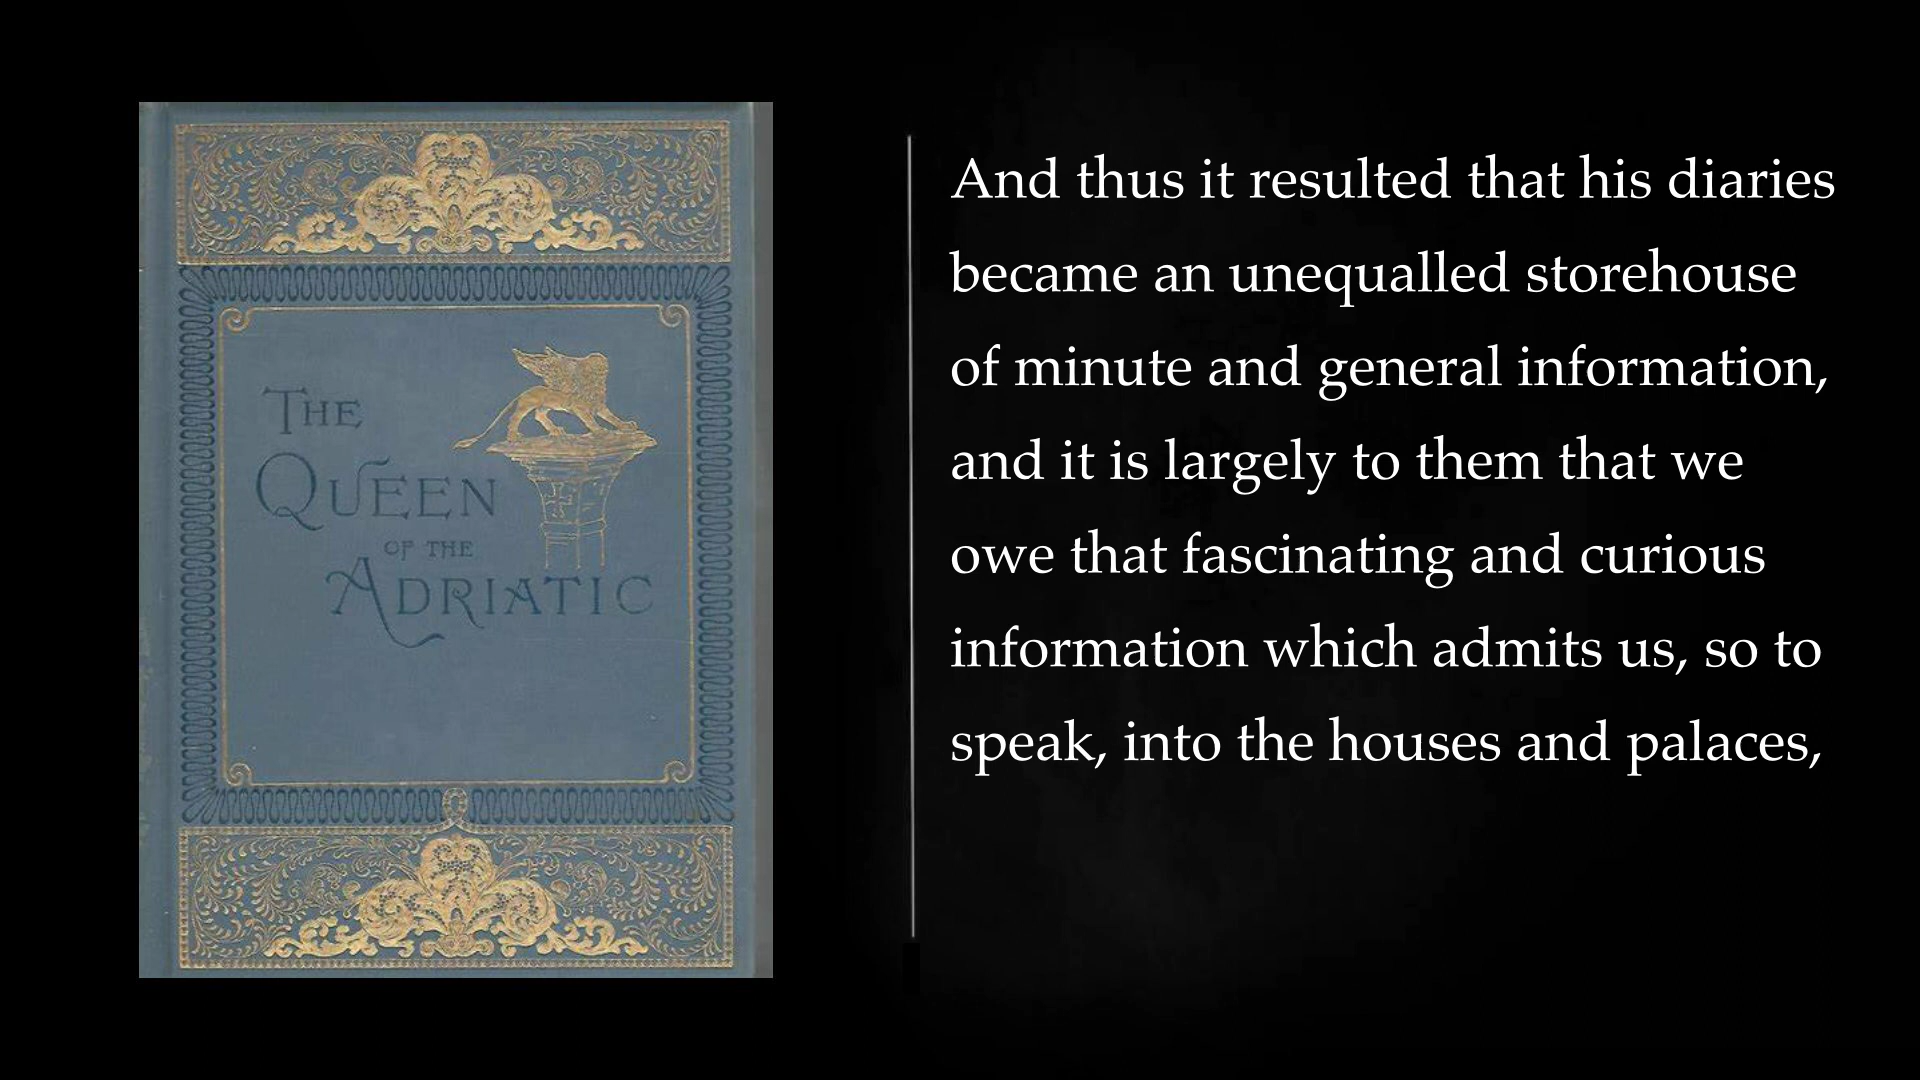 THE
QUEEN
OF THE
ADRIATIC
And thus it resulted that his diaries
became an unequalled storehouse
of minute and general information,
and it is largely to them that we
owe that fascinating and curious
information which admits us, so to
speak, into the houses and palaces,